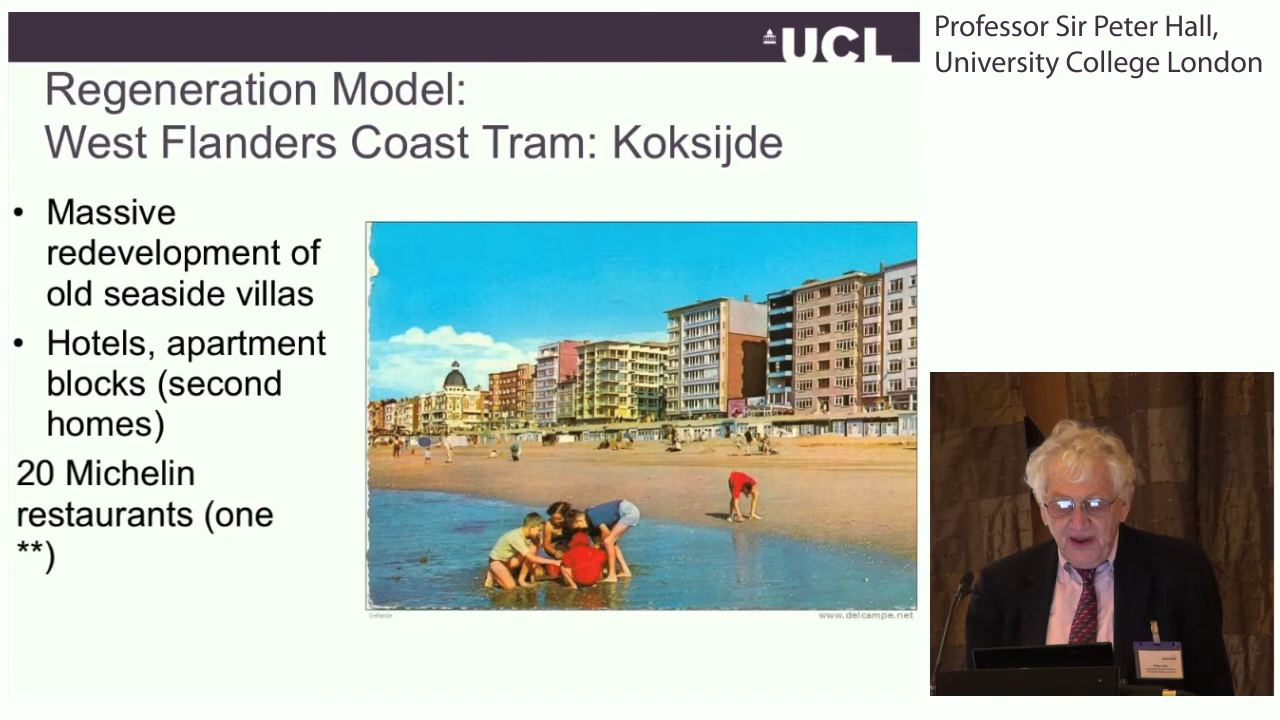 UCL
Professor Sir Peter Hall,
University College London
Regeneration Model:
West Flanders Coast Tram: Koksijde
• Massive
redevelopment of
old seaside villas
• Hotels, apartment
blocks (second
homes)
20 Michelin
restaurants (one
**)
www.delcampe.net